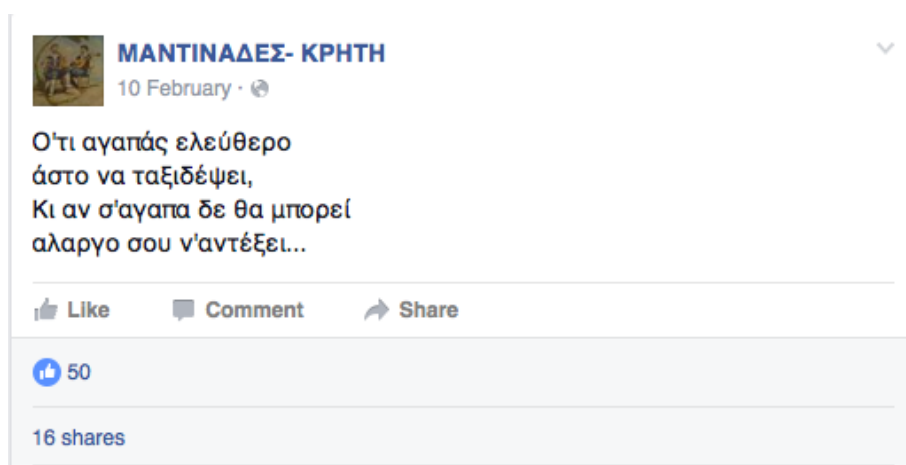 ΜΑΝΤΙΝΑΔΕΣ- ΚΡΗΤΗ
10 February ·
Ο'τι αγαπάς ελεύθερο
άστο να ταξιδέψει,
Κι αν σ'αγαπα δε θα μπορεί
αλαργο σου ν'αντέξει...
Like Comment Share
50
16 shares